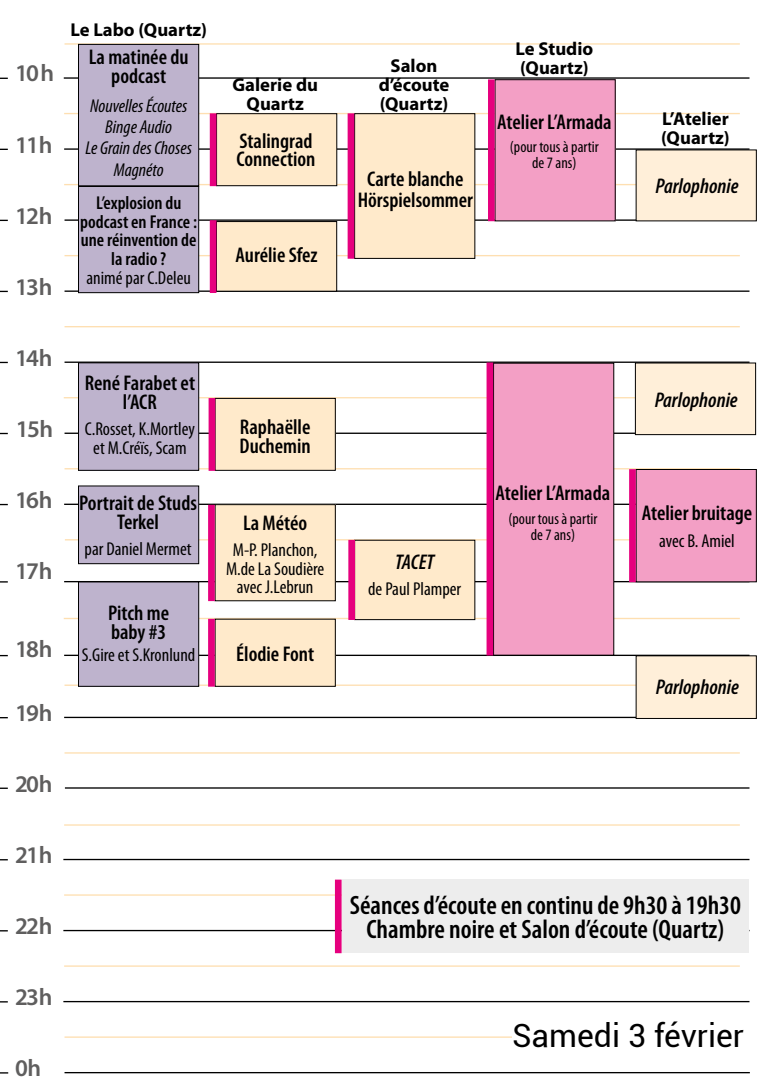 Le Labo (Quartz)
La matinée du
podcast
Nouvelles Écoutes
Binge Audio
Le Grain des Choses
Magnéto
L'explosion du
podcast en France :
une réinvention de
la radio ?
animé par C.Deleu
René Farabet et
l'ACR
C.Rosset, K.Mortley
et M.Créïs, Scam
Portrait de Studs
Terkel
par Daniel Mermet
Pitch me
baby #3
S.Gire et S.Kronlund
Galerie du
Quartz
Stalingrad
Connection
Aurélie Sfez
Raphaëlle
Duchemin
La Météo
M-P. Planchon,
M.de La Soudière
avec J.Lebrun
Élodie Font
Salon
d'écoute
(Quartz)
Carte blanche
Hörspielsommer
TACET
de Paul Plamper
Le Studio
(Quartz)
Atelier L'Armada
(pour tous à partir
de 7 ans)
Atelier L'Armada
(pour tous à partir
de 7 ans)
L'Atelier
(Quartz)
Parlophonie
Parlophonie
Atelier bruitage
avec B. Amiel
Parlophonie
10h
11h
12h
13h
14h
15h
16h
17h
18h
19h
20h
21h
22h
23h
0h
Séances d'écoute en continu de 9h30 à 19h30
Chambre noire et Salon d'écoute (Quartz)
Samedi 3 février